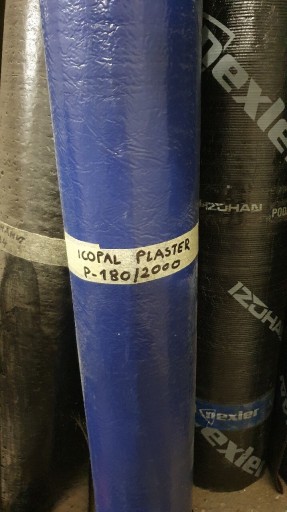 ICOPAL PLASTER
P-180/2000
nexler
IZOHAN
IZOHAN
nexler
nexler